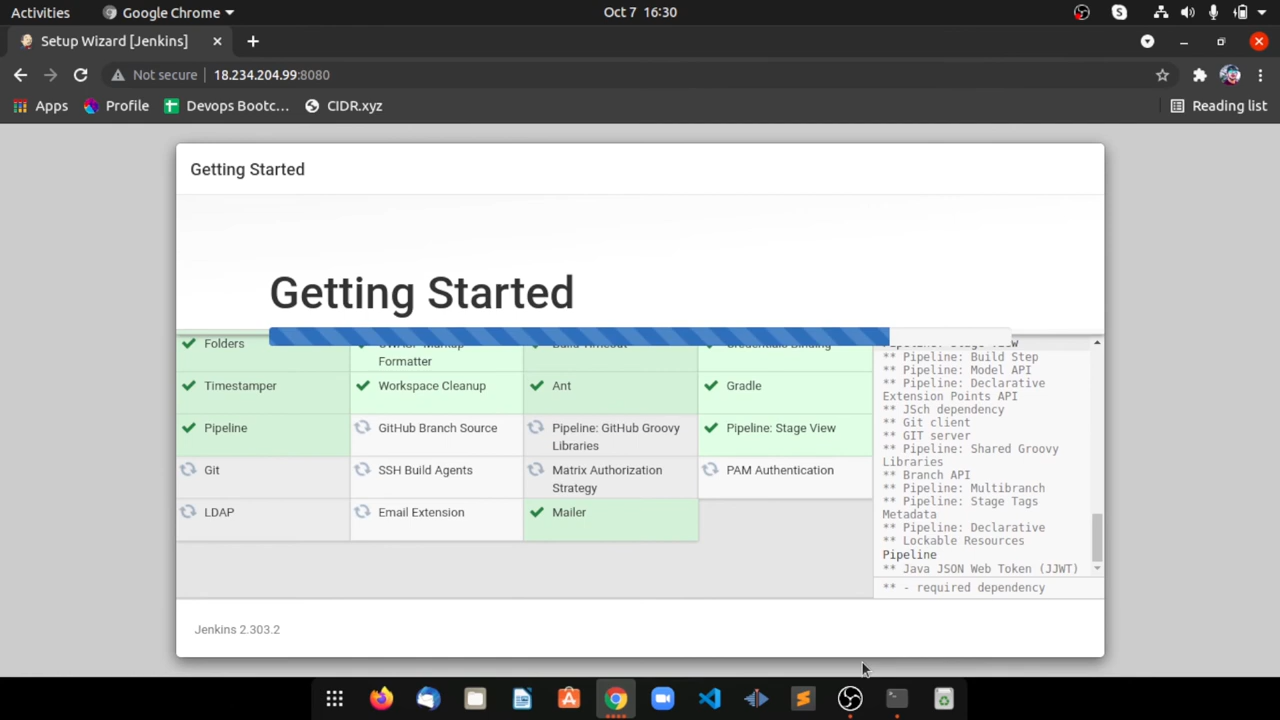 Activities
Google Chrome
Oct 7 16:30
Setup Wizard [Jenkins]
Not secure
18.234.204.99:8080
Apps
Profile
Devops Bootc...
CIDR.xyz
Reading list
Getting Started
Getting Started
Folders
Formatter
Timestamper
Workspace Cleanup
Ant
Gradle
Pipeline
GitHub Branch Source
Pipeline: GitHub Groovy
Libraries
Pipeline: Stage View
Git
SSH Build Agents
Matrix Authorization
Strategy
PAM Authentication
LDAP
Email Extension
Mailer
Pipeline: Stage View
** Pipeline: Build Step
** Pipeline: Model API
** Pipeline: Declarative
Extension Points API
** JSch dependency
** Git client
** GIT server
** Pipeline: Shared Groovy
Libraries
** Branch API
** Pipeline: Multibranch
** Pipeline: Stage Tags
Metadata
** Pipeline: Declarative
** Lockable Resources
Pipeline
** Java JSON Web Token (JJWT)
** - required dependency
Jenkins 2.303.2